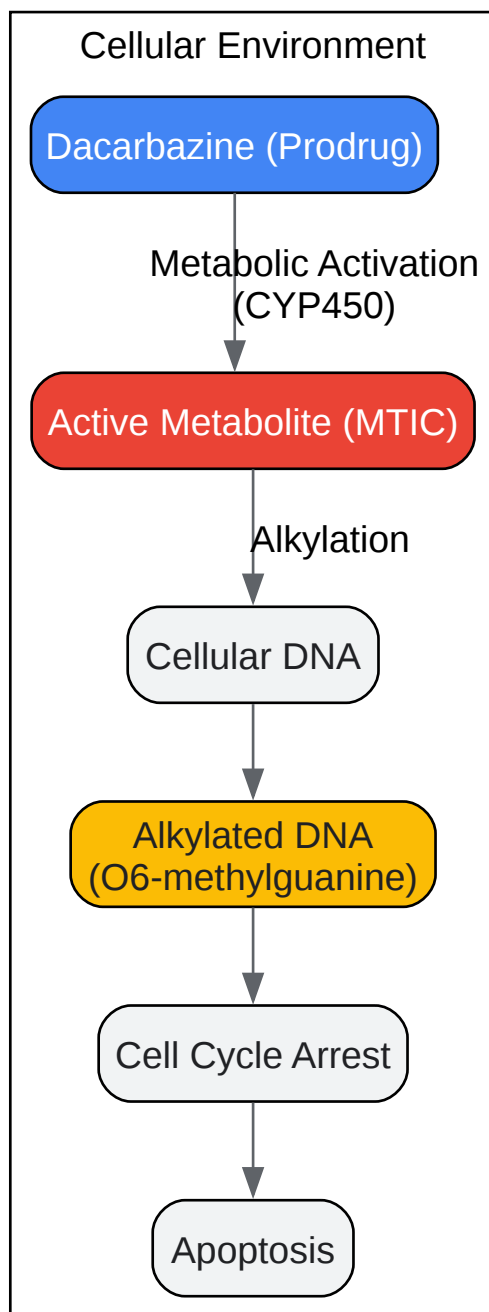 Cellular Environment
Dacarbazine (Prodrug)
Metabolic Activation
(CYP450)
Active Metabolite (MTIC)
Alkylation
Cellular DNA
Alkylated DNA
(O6-methylguanine)
Cell Cycle Arrest
Apoptosis